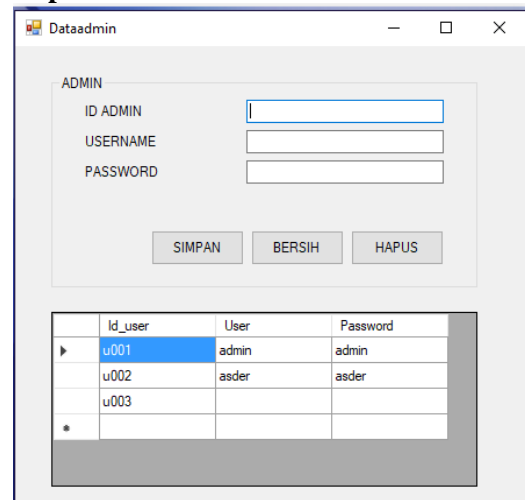 Dataadmin
ADMIN
ID ADMIN
USERNAME
PASSWORD
SIMPAN BERSIH HAPUS
Id_user User Password
u001 admin admin
u002 asder asder
u003